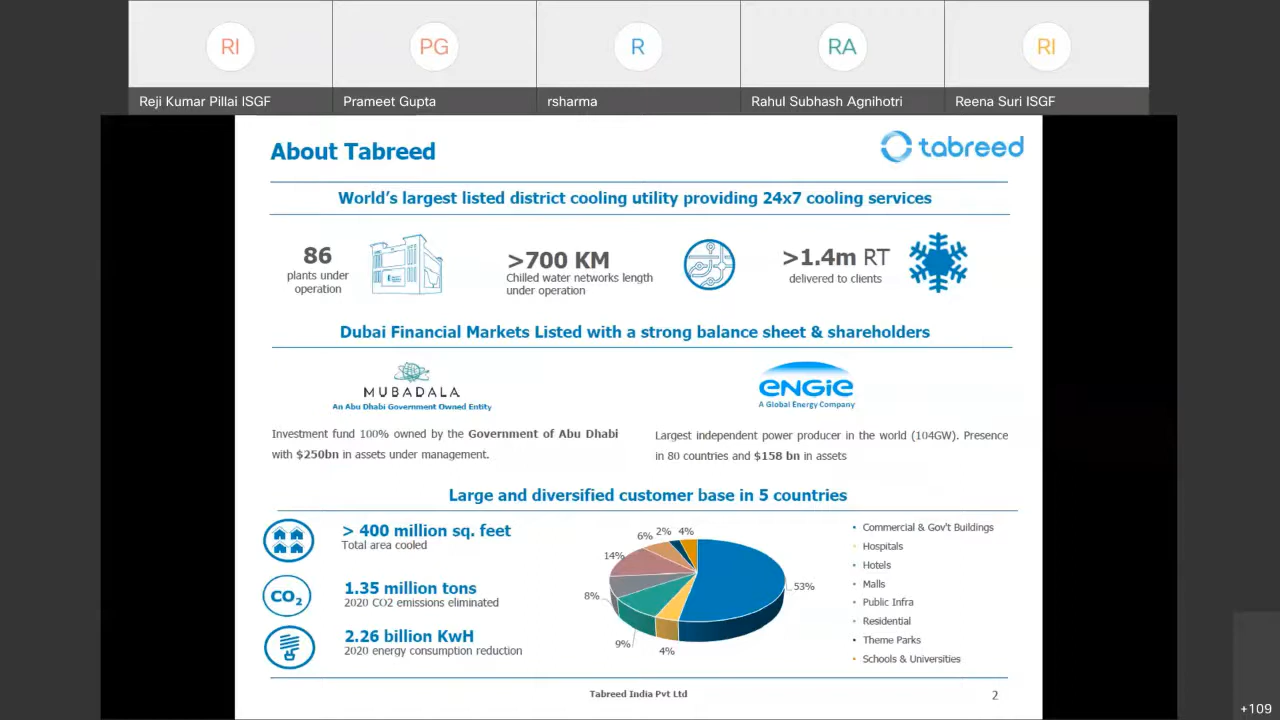 RI
PG
R
RA
RI
Reji Kumar Pillai ISGF
Prameet Gupta
rsharma
Rahul Subhash Agnihotri
Reena Suri ISGF
About Tabreed
tabreed
World's largest listed district cooling utility providing 24x7 cooling services
86
plants under
operation
>700 KM
Chilled water networks length
under operation
>1.4m RT
delivered to clients
Dubai Financial Markets Listed with a strong balance sheet & shareholders
MUBADALA
An Abu Dhabi Government Owned Entity
ENGIE
A Global Energy Company
Investment fund 100% owned by the Government of Abu Dhabi
with $250bn in assets under management.
Largest independent power producer in the world (104GW). Presence
in 80 countries and $158 bn in assets
Large and diversified customer base in 5 countries
> 400 million sq. feet
Total area cooled
CO2
1.35 million tons
2020 CO2 emissions eliminated
2.26 billion KwH
2020 energy consumption reduction
53%
4%
9%
8%
14%
6%
2%
4%
Commercial & Gov't Buildings
Hospitals
Hotels
Malls
Public Infra
Residential
Theme Parks
Schools & Universities
Tabreed India Pvt Ltd
2
+109